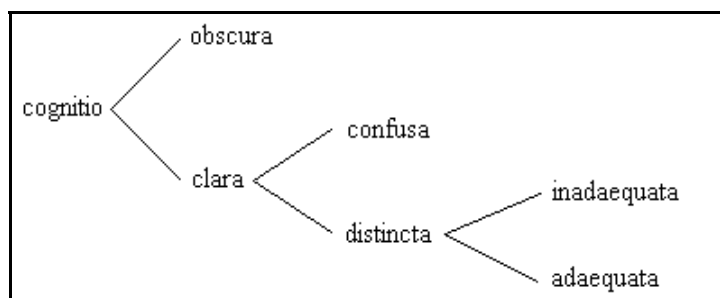 obscura
cognitio
confusa
clara
inadaequata
distincta
adaequata